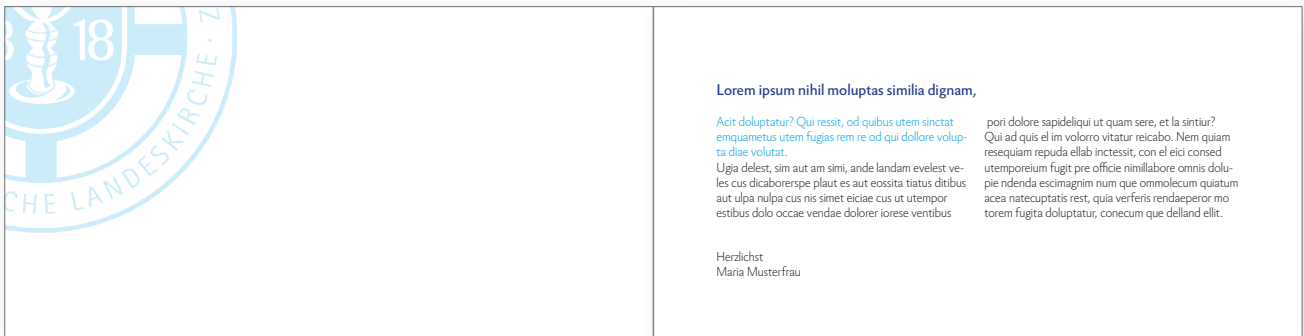 18
CHE LANDESKIRCHE · Z
Lorem ipsum nihil moluptas similia dignam,
Acit doluptatur? Qui ressit, od quibus utem sinctat
emquametus utem fugias rem re od qui dollore volup-
ta diae volutat.
Ugia delest, sim aut am simi, ande landam evelest ve-
les cus dicaborerspe plaut es aut eossita tiatus ditibus
aut ulpa nulpa cus nis simet eiciae cus ut utempor
estibus dolo occae vendae dolorer iorese ventibus
pori dolore sapideliqui ut quam sere, et la sintiur?
Qui ad quis el im volorro vitatur reicabo. Nem quiam
resequiam repuda ellab inctessit, con el eici consed
utemporeium fugit pre officie nimillabore omnis dolu-
pie ndenda escimagnim num que ommolecum quiatum
acea natecuptatis rest, quia verferis rendaeperor mo
torem fugita doluptatur, conecum que delland ellit.
Herzlichst
Maria Musterfrau